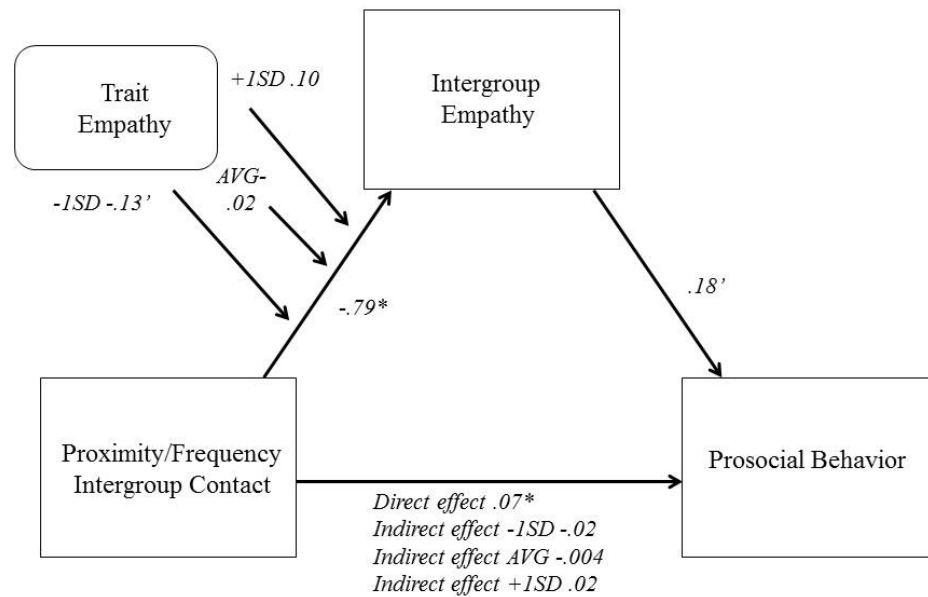 Trait
Empathy
+1SD .10
Intergroup
Empathy
-1SD -.13’
AVG-
.02
-.79*
.18’
Proximity/Frequency
Intergroup Contact
Prosocial Behavior
Direct effect .07*
Indirect effect -1SD -.02
Indirect effect AVG -.004
Indirect effect +1SD .02